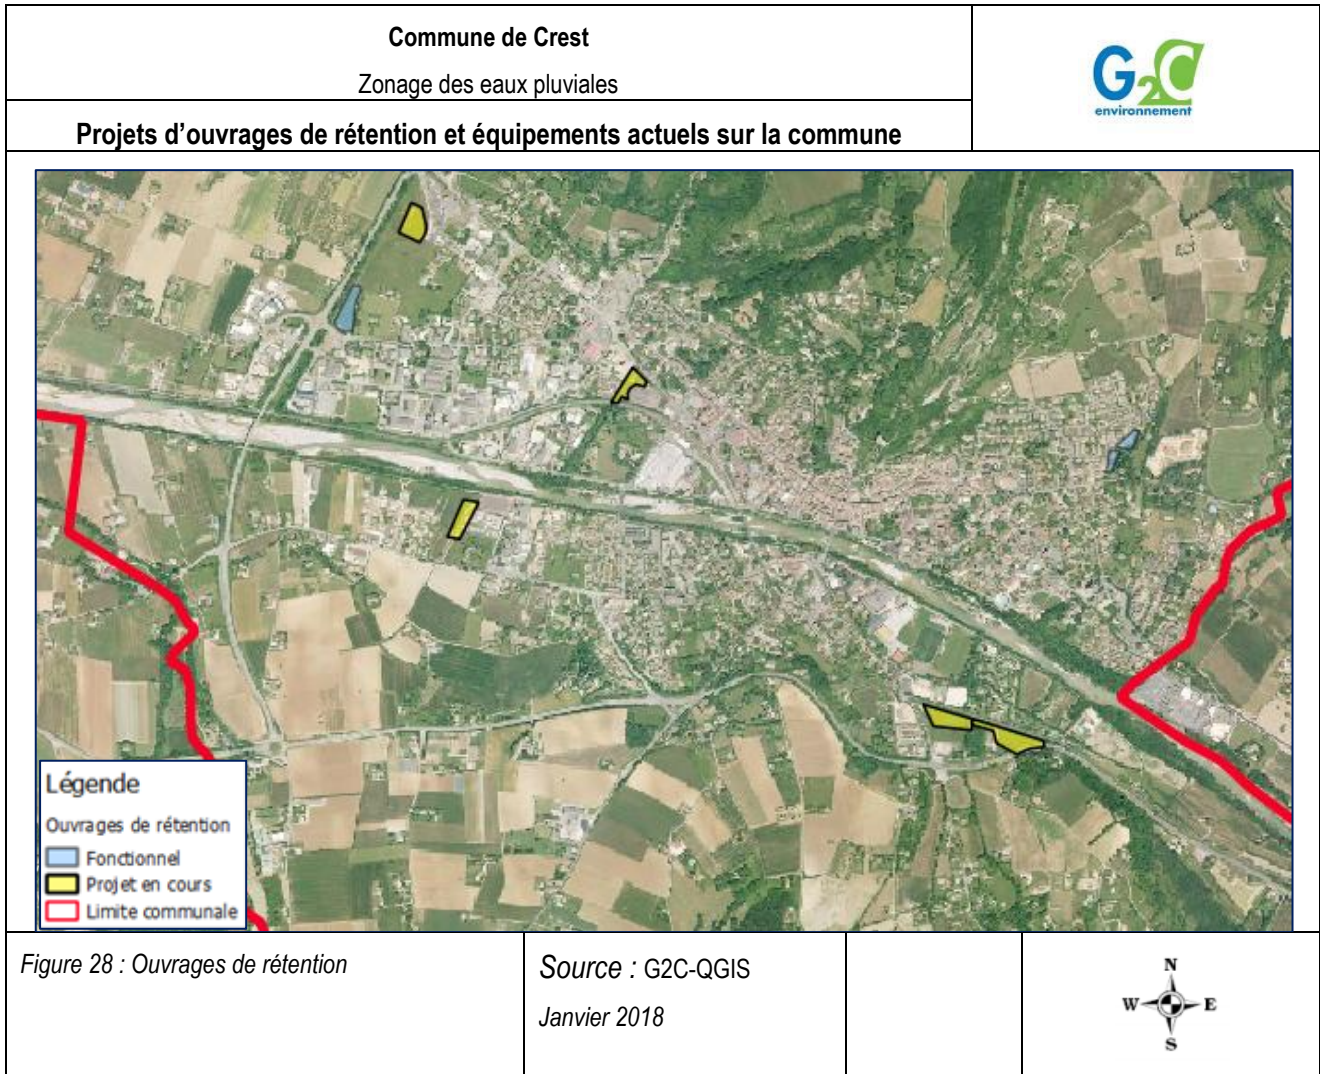 Commune de Crest
Zonage des eaux pluviales
Projets d'ouvrages de rétention et équipements actuels sur la commune
G2C
environnement
Légende
Ouvrages de rétention
Fonctionnel
Projet en cours
Limite communale
Figure 28 : Ouvrages de rétention
Source : G2C-QGIS
Janvier 2018
N
W E
S